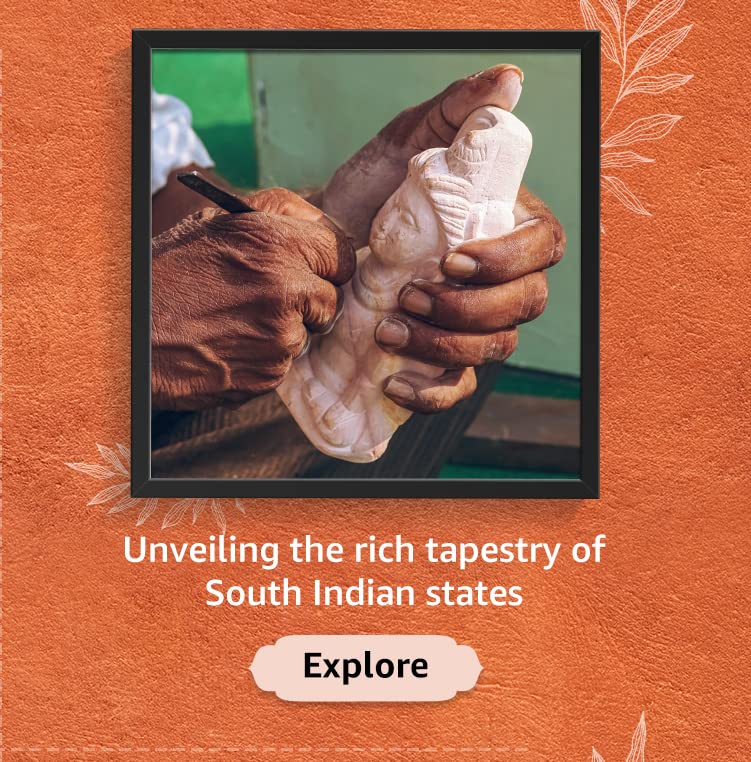 Unveiling the rich tapestry of
South Indian states
Explore